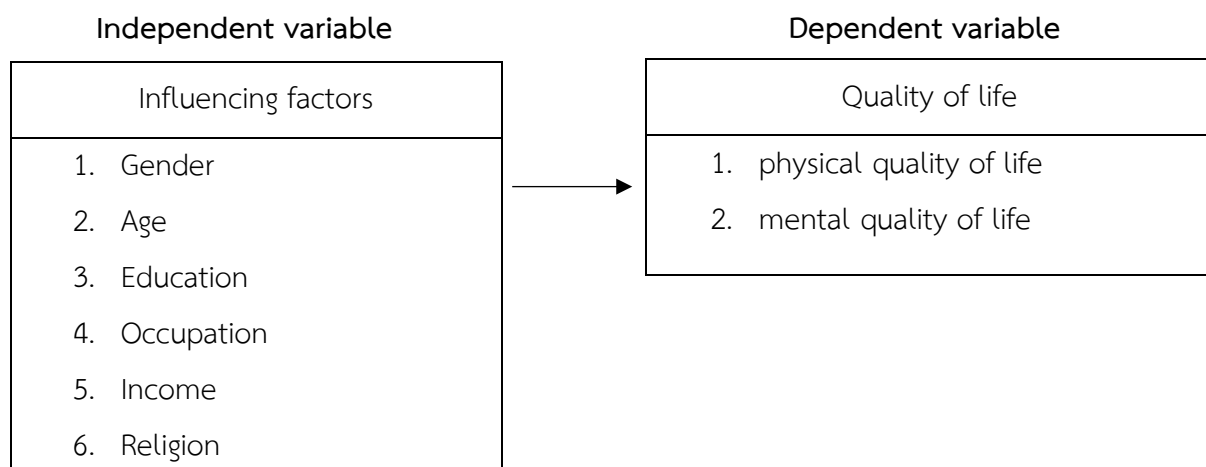 Independent variable
Influencing factors
1. Gender
2. Age
3. Education
4. Occupation
5. Income
6. Religion
Dependent variable
Quality of life
1. physical quality of life
2. mental quality of life